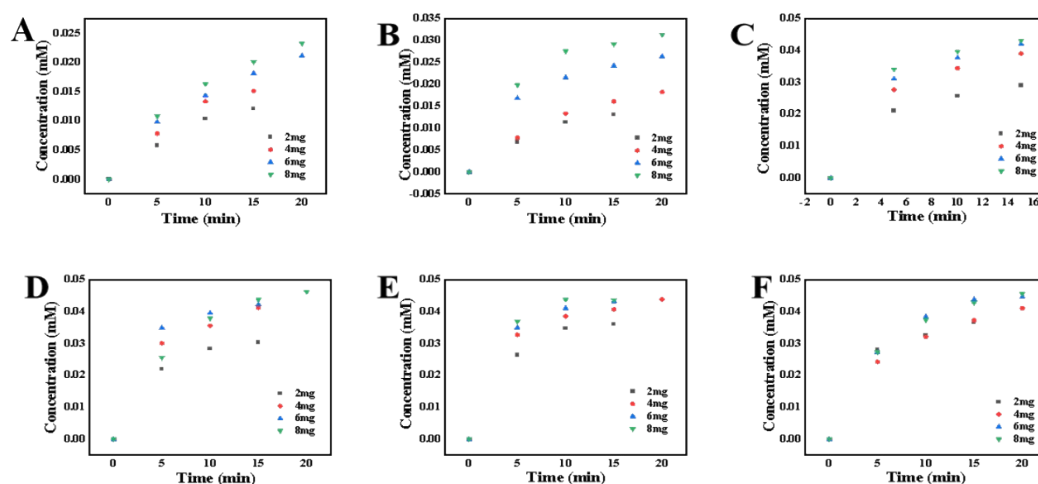 A
Concentration (mM)
0.025
0.020
0.015
0.010
0.005
0.000
2mg
4mg
6mg
8mg
0 5 10 15 20
Time (min)
B
Concentration (mM)
0.035
0.030
0.025
0.020
0.015
0.010
0.005
0.000
-0.005
2mg
4mg
6mg
8mg
0 5 10 15 20
Time (min)
C
Concentration (mM)
0.05
0.04
0.03
0.02
0.01
0.00
2mg
4mg
6mg
8mg
-2 0 2 4 6 8 10 12 14 16
Time (min)
D
Concentration (mM)
0.05
0.04
0.03
0.02
0.01
0.00
2mg
4mg
6mg
8mg
0 5 10 15 20
Time (min)
E
Concentration (mM)
0.05
0.04
0.03
0.02
0.01
0.00
2mg
4mg
6mg
8mg
0 5 10 15 20
Time (min)
F
Concentration (mM)
0.05
0.04
0.03
0.02
0.01
0.00
2mg
4mg
6mg
8mg
0 5 10 15 20
Time (min)